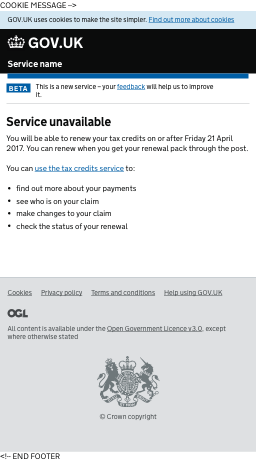 COOKIE MESSAGE -->
GOV.UK uses cookies to make the site simpler. Find out more about cookies
GOV.UK
Service name
BETA This is a new service – your feedback will help us to improve
it.
Service unavailable
You will be able to renew your tax credits on or after Friday 21 April
2017. You can renew when you get your renewal pack through the post.
You can use the tax credits service to:
• find out more about your payments
• see who is on your claim
• make changes to your claim
• check the status of your renewal
Cookies Privacy policy Terms and conditions Help using GOV.UK
OGL
All content is available under the Open Government Licence v3.0, except
where otherwise stated
© Crown copyright
<!-- END FOOTER